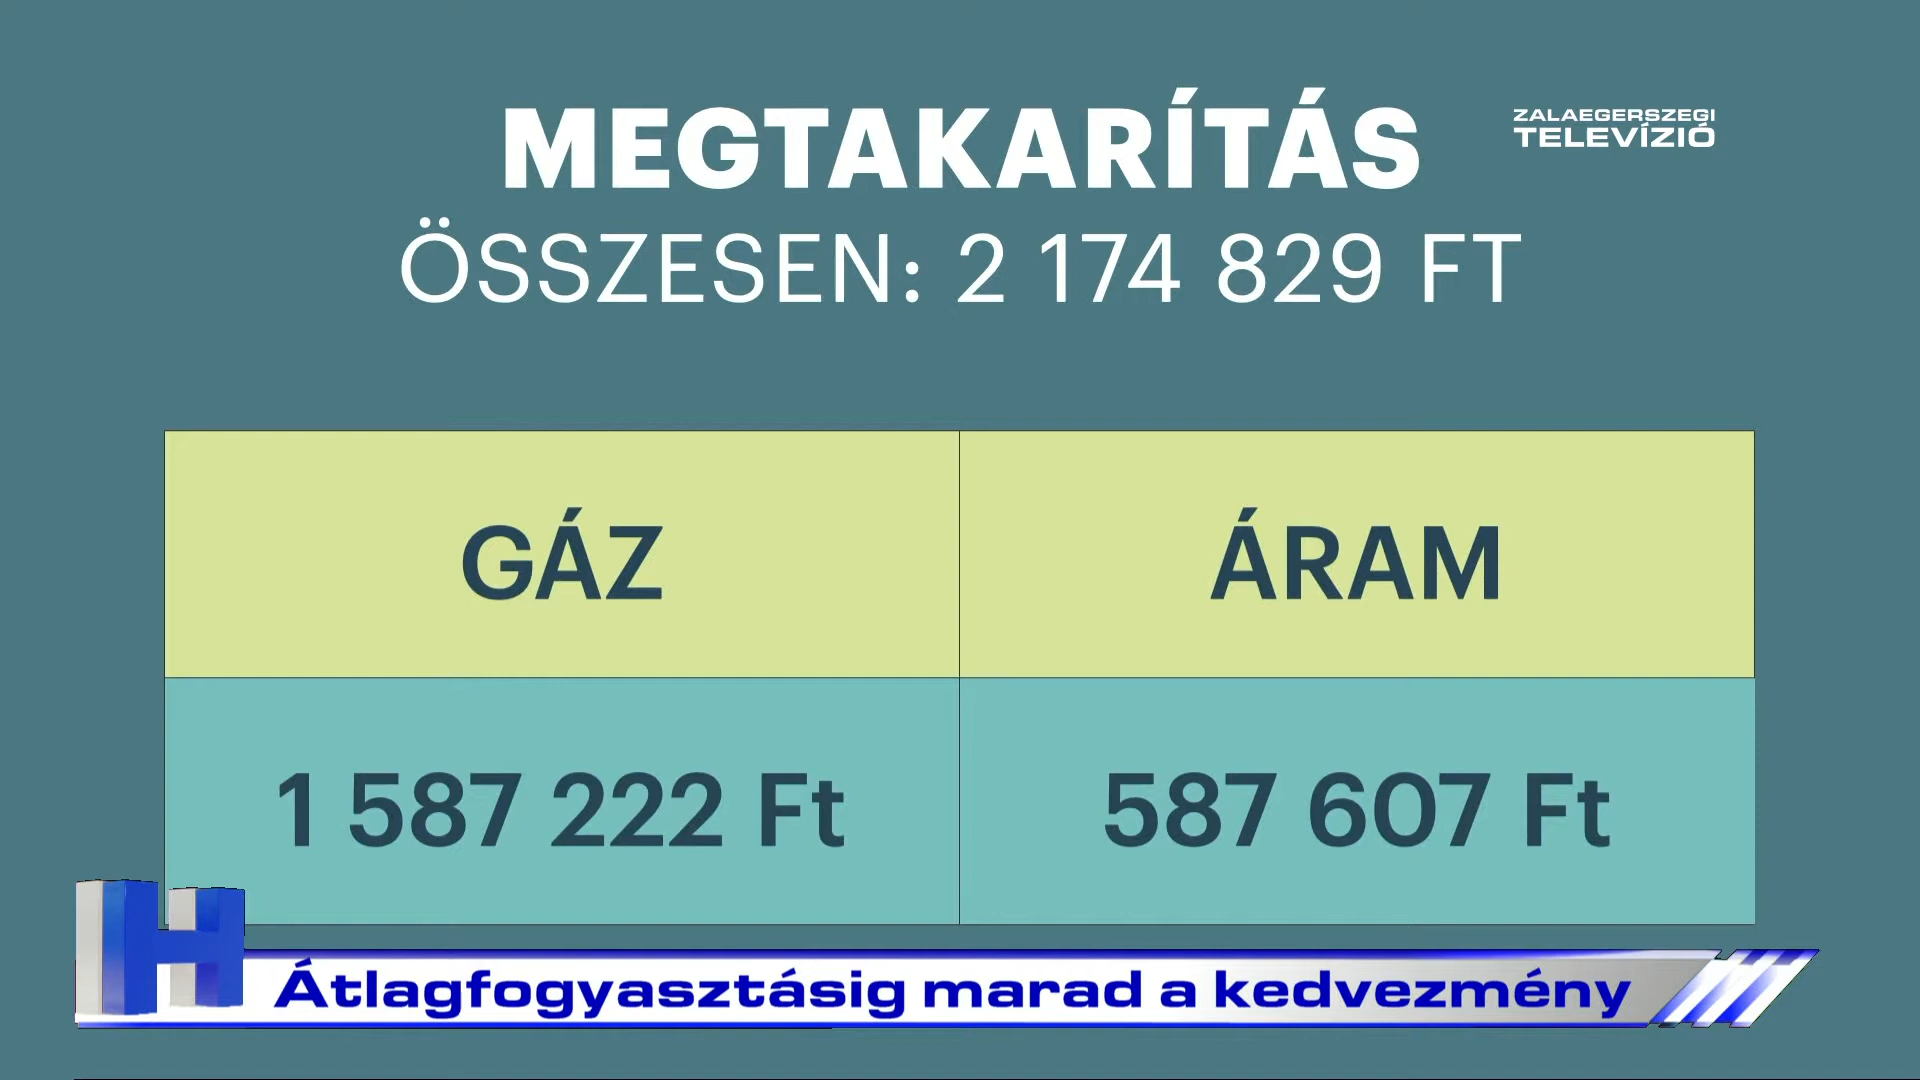 MEGTAKARÍTÁS
ZALAEGERSZEGI
TELEVÍZIÓ
ÖSSZESEN: 2 174 829 FT
GÁZ
ÁRAM
1 587 222 Ft
587 607 Ft
H
Átlagfogyasztásig marad a kedvezmény